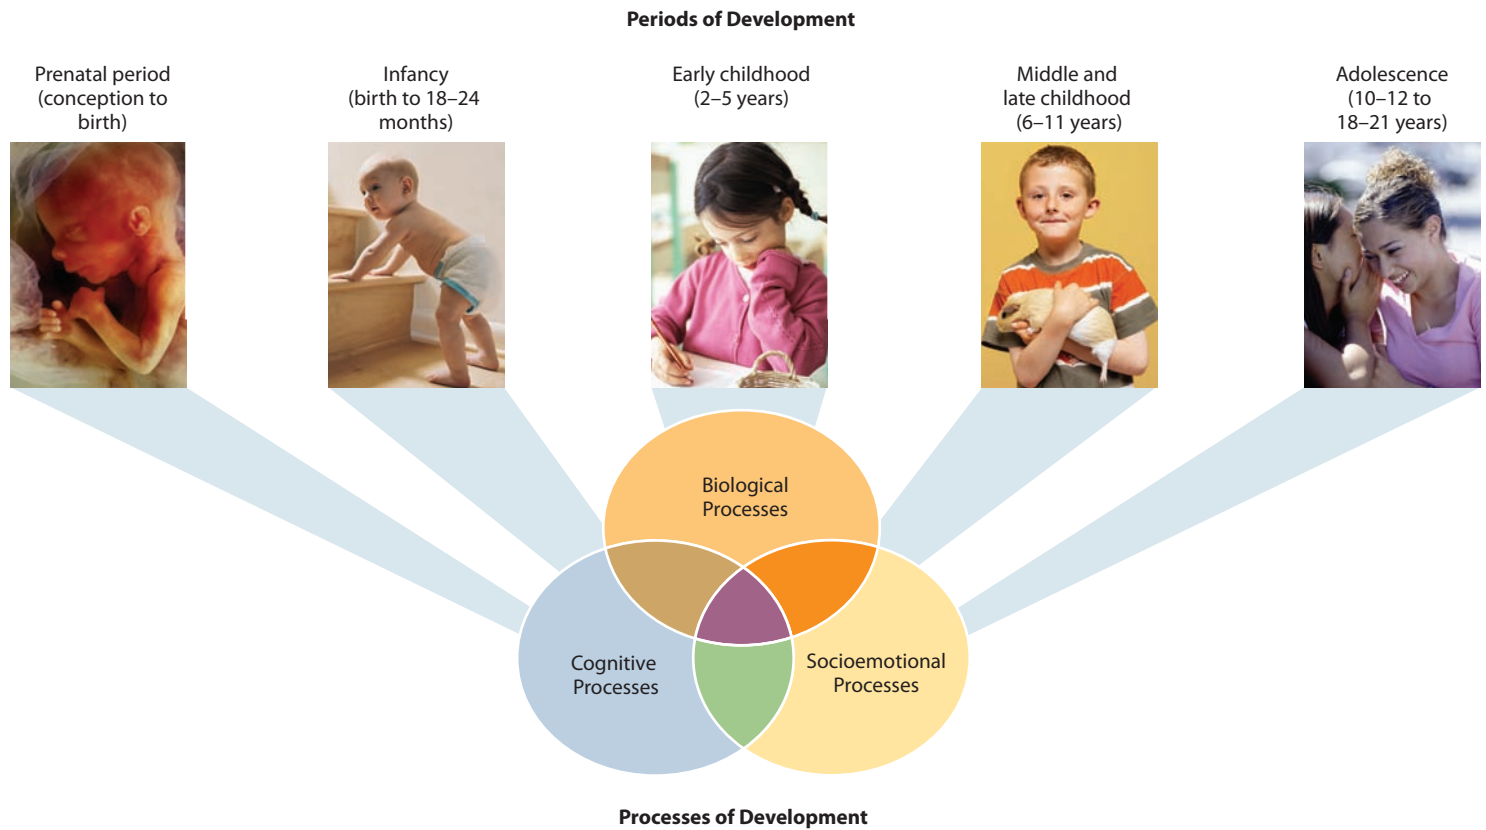 Periods of Development
Prenatal period
(conception to
birth)
Infancy
(birth to 18–24
months)
Early childhood
(2–5 years)
Middle and
late childhood
(6–11 years)
Adolescence
(10–12 to
18–21 years)
Biological
Processes
Cognitive
Processes
Socioemotional
Processes
Processes of Development